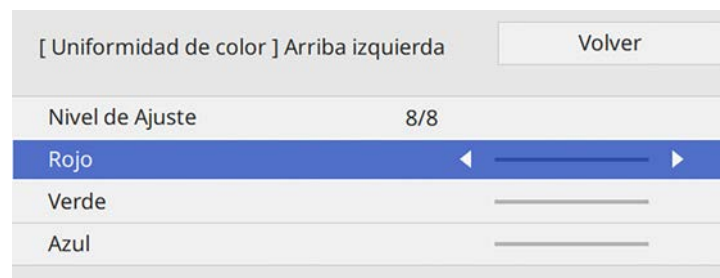 [ Uniformidad de color ] Arriba izquierda
Volver
Nivel de Ajuste 8/8
Rojo
Verde
Azul